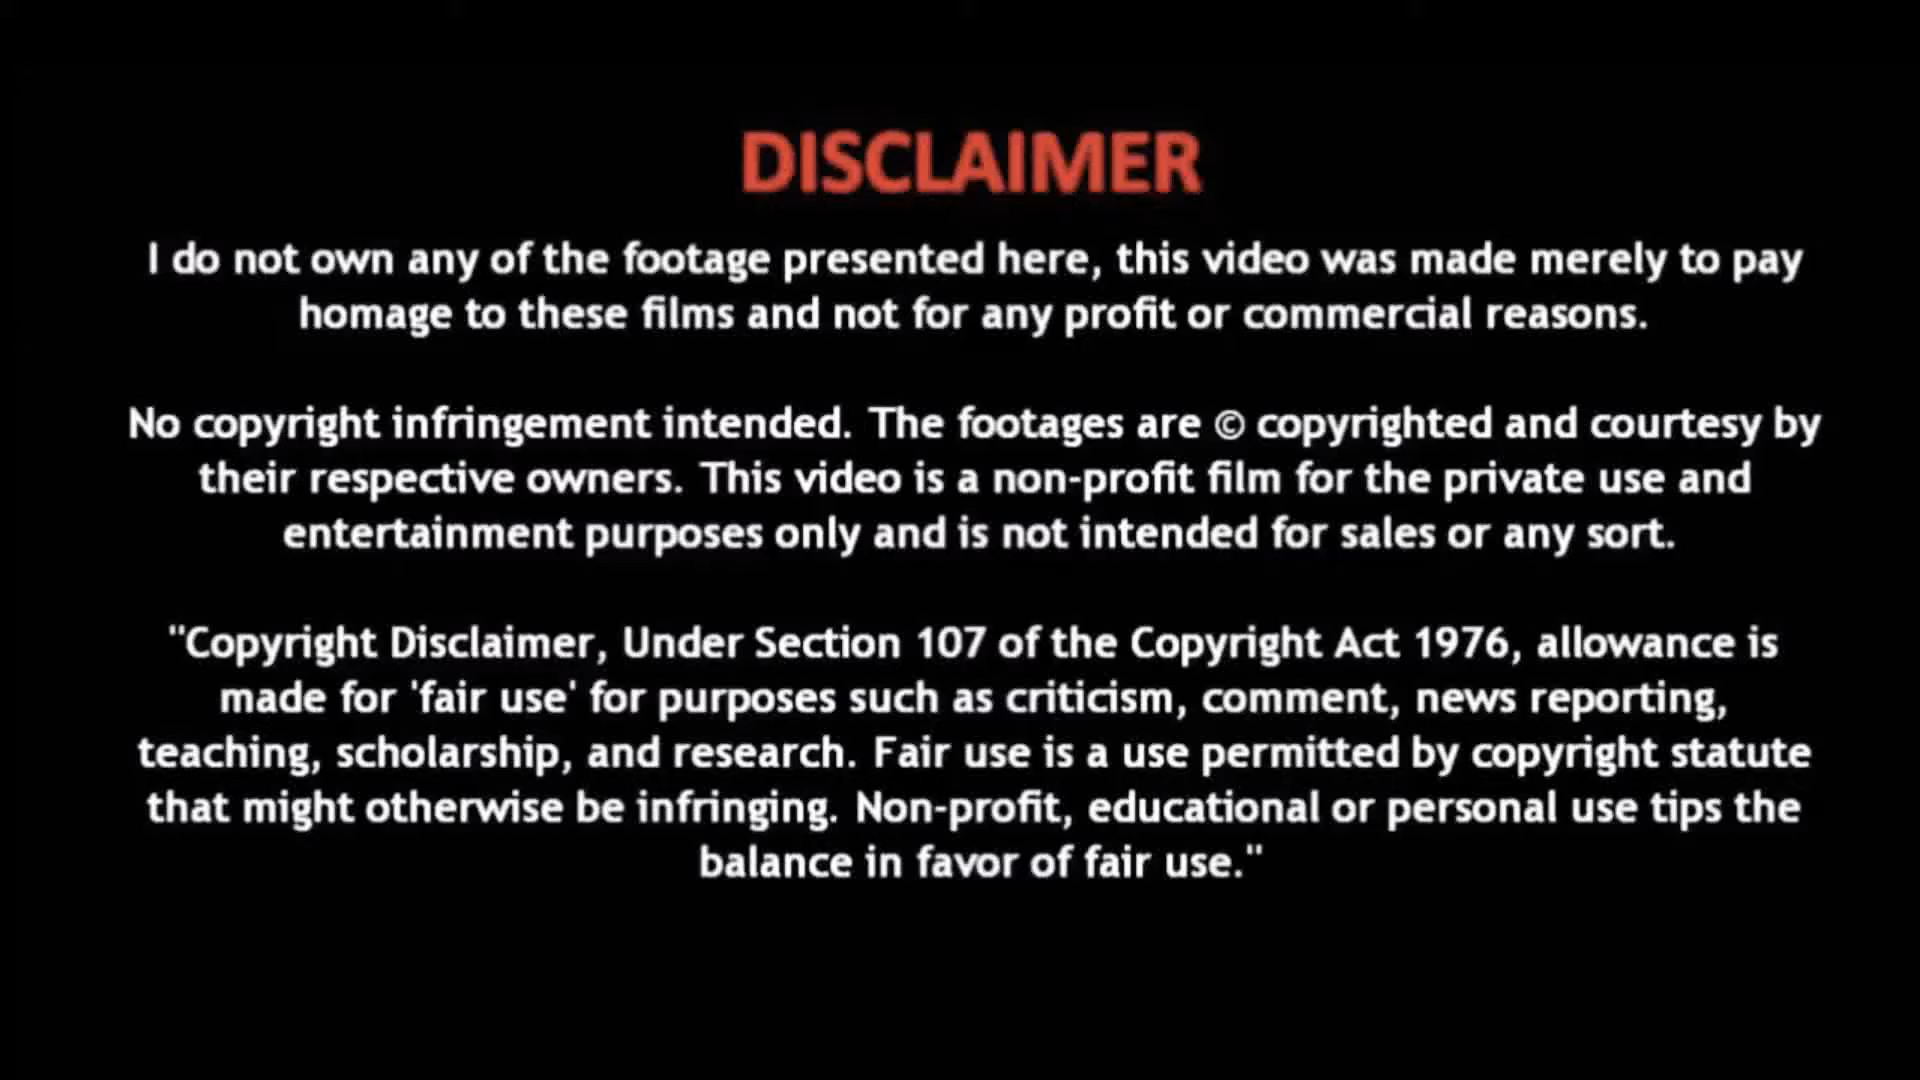 DISCLAIMER
I do not own any of the footage presented here, this video was made merely to pay
homage to these films and not for any profit or commercial reasons.
No copyright infringement intended. The footages are © copyrighted and courtesy by
their respective owners. This video is a non-profit film for the private use and
entertainment purposes only and is not intended for sales or any sort.
"Copyright Disclaimer, Under Section 107 of the Copyright Act 1976, allowance is
made for 'fair use' for purposes such as criticism, comment, news reporting,
teaching, scholarship, and research. Fair use is a use permitted by copyright statute
that might otherwise be infringing. Non-profit, educational or personal use tips the
balance in favor of fair use."